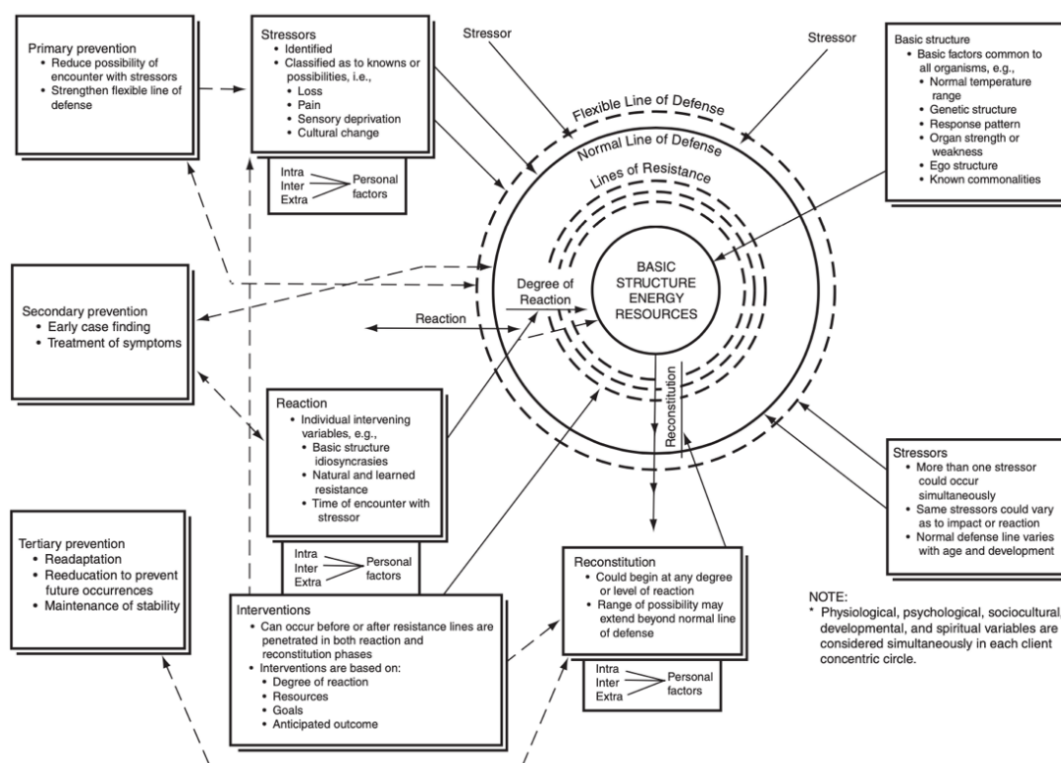 Primary prevention
• Reduce possibility of
encounter with stressors
• Strengthen flexible line of
defense
Stressors
• Identified
• Classified as to knowns or
possibilities, i.e.,
• Loss
• Pain
• Sensory deprivation
• Cultural change
Intra
Inter
Extra
Personal
factors
Stressor
Stressor
Basic structure
• Basic factors common to
all organisms, e.g.,
• Normal temperature
range
• Genetic structure
• Response pattern
• Organ strength or
weakness
• Ego structure
• Known commonalities
Flexible Line of Defense
Normal Line of Defense
Lines of Resistance
BASIC
STRUCTURE
ENERGY
RESOURCES
Degree of
Reaction
Reaction
Reconstitution
Secondary prevention
• Early case finding
• Treatment of symptoms
Reaction
• Individual intervening
variables, e.g.,
• Basic structure
idiosyncrasies
• Natural and learned
resistance
• Time of encounter with
stressor
Intra
Inter
Extra
Personal
factors
Stressors
• More than one stressor
could occur
simultaneously
• Same stressors could vary
as to impact or reaction
• Normal defense line varies
with age and development
Tertiary prevention
• Readaptation
• Reeducation to prevent
future occurrences
• Maintenance of stability
Interventions
• Can occur before or after resistance lines are
penetrated in both reaction and
reconstitution phases
• Interventions are based on:
• Degree of reaction
• Resources
• Goals
• Anticipated outcome
Reconstitution
• Could begin at any degree
or level of reaction
• Range of possibility may
extend beyond normal line
of defense
Intra
Inter
Extra
Personal
factors
NOTE:
* Physiological, psychological, sociocultural,
developmental, and spiritual variables are
considered simultaneously in each client
concentric circle.